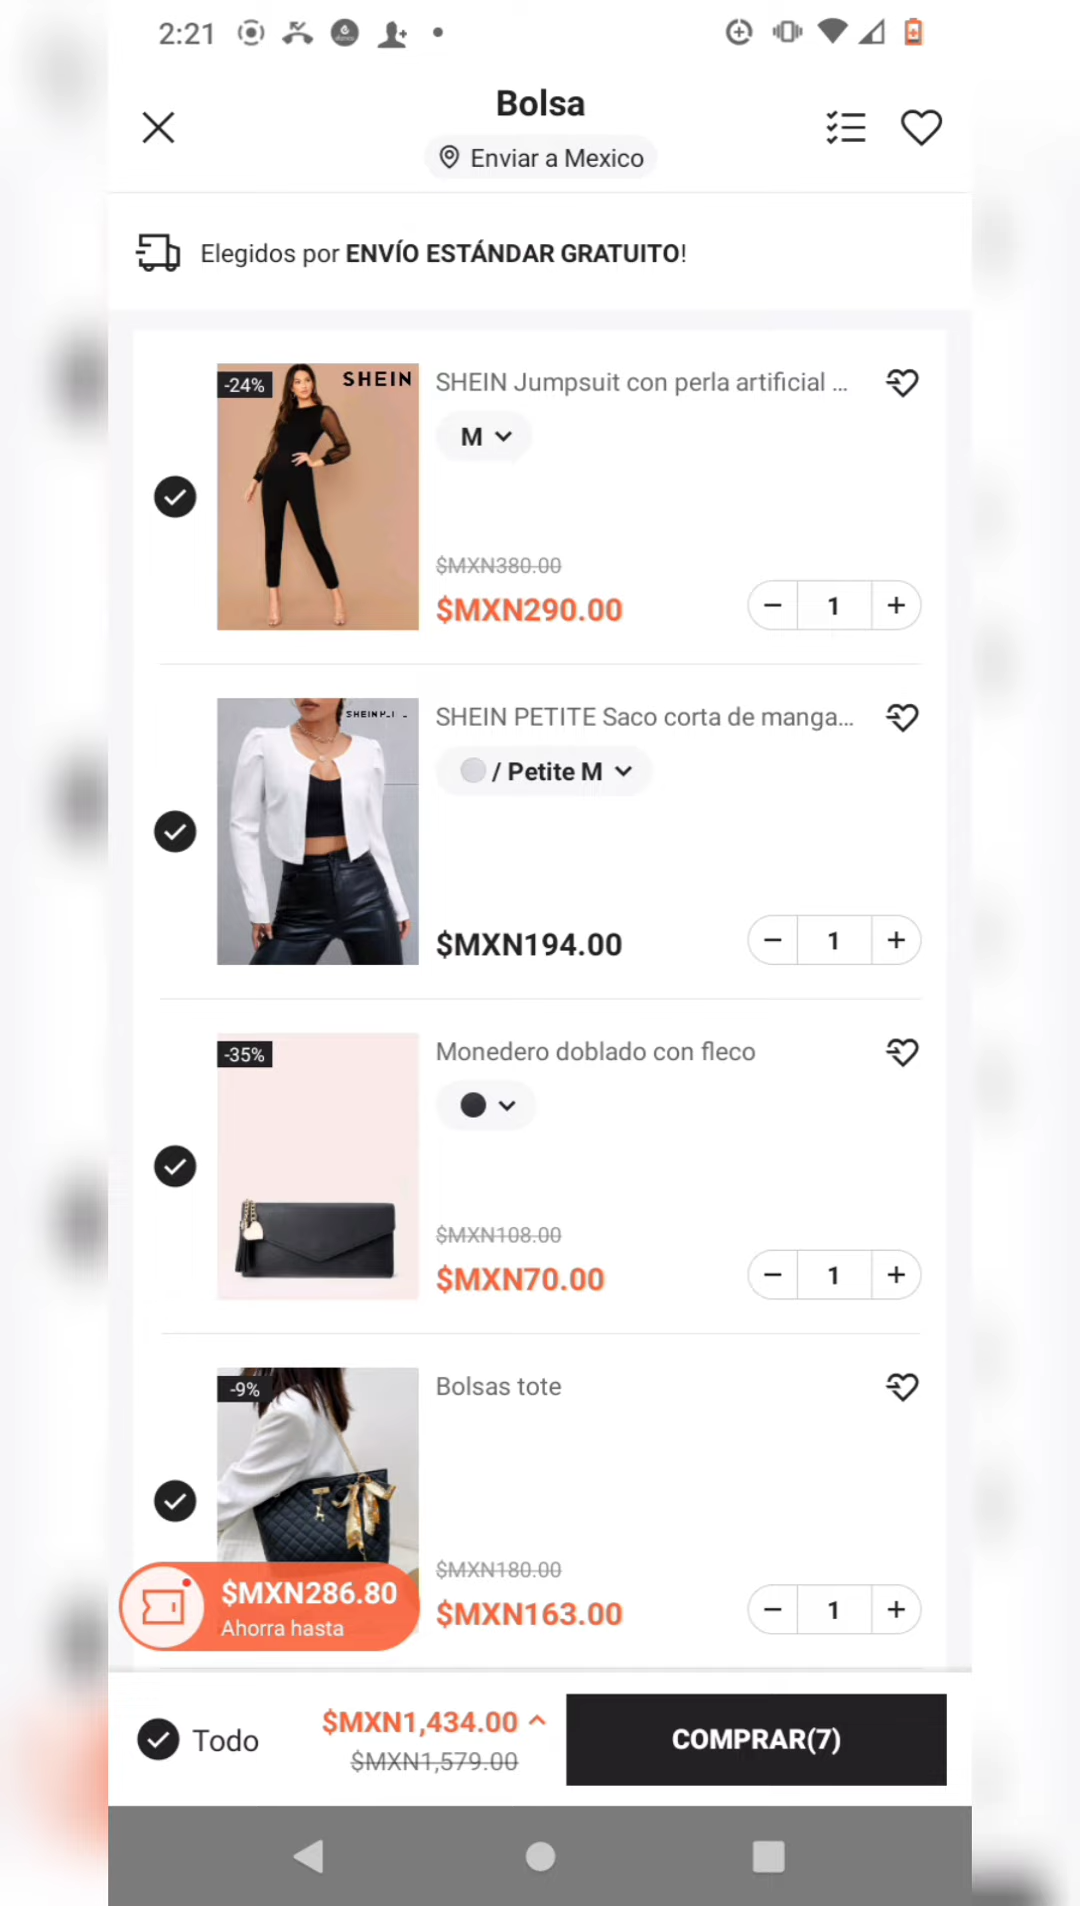 2:21
Bolsa
Enviar a Mexico
Elegidos por ENVÍO ESTÁNDAR GRATUITO!
-24%
SHEIN
SHEIN Jumpsuit con perla artificial ...
M
$MXN380.00
$MXN290.00
1
SHEIN PETITE Saco corta de manga...
/ Petite M
$MXN194.00
1
-35%
Monedero doblado con fleco
$MXN108.00
$MXN70.00
1
-9%
Bolsas tote
$MXN180.00
$MXN163.00
1
$MXN286.80
Ahorra hasta
Todo
$MXN1,434.00
$MXN1,579.00
COMPRAR(7)